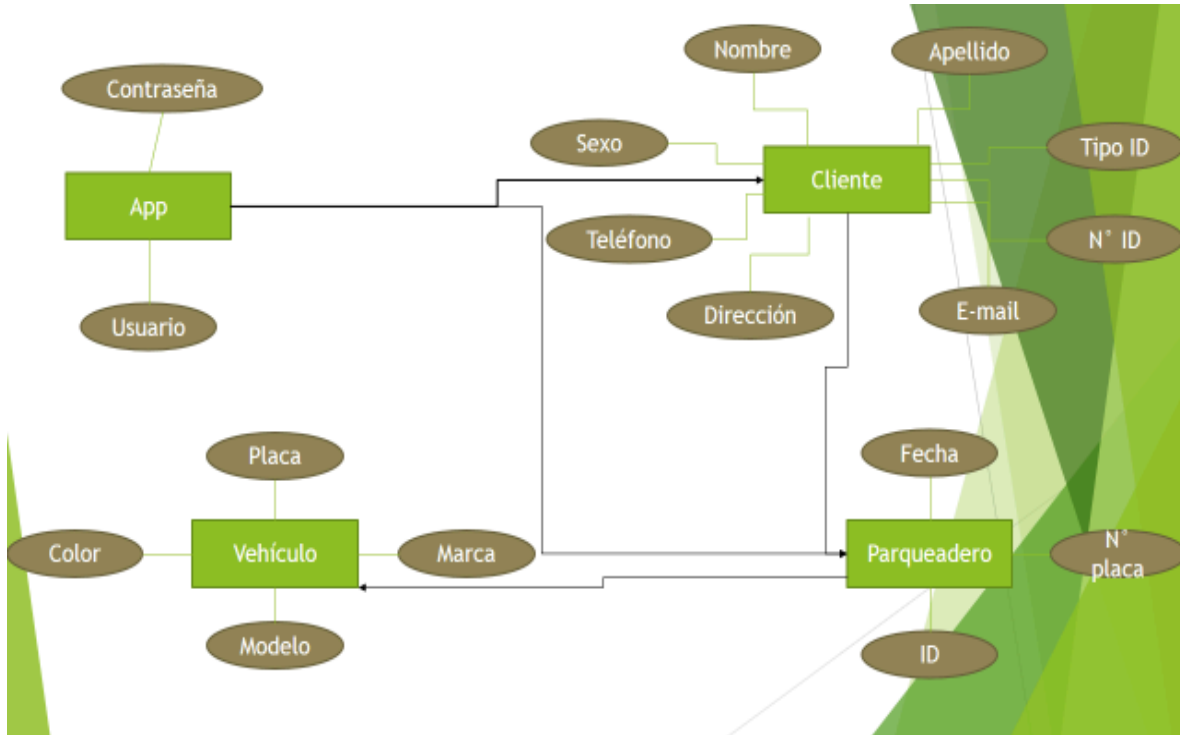 Nombre
Apellido
Contraseña
Sexo
Tipo ID
Cliente
App
Teléfono
N° ID
Dirección
E-mail
Usuario
Placa
Fecha
Color
Vehículo
Marca
Parqueadero
N°
placa
Modelo
ID